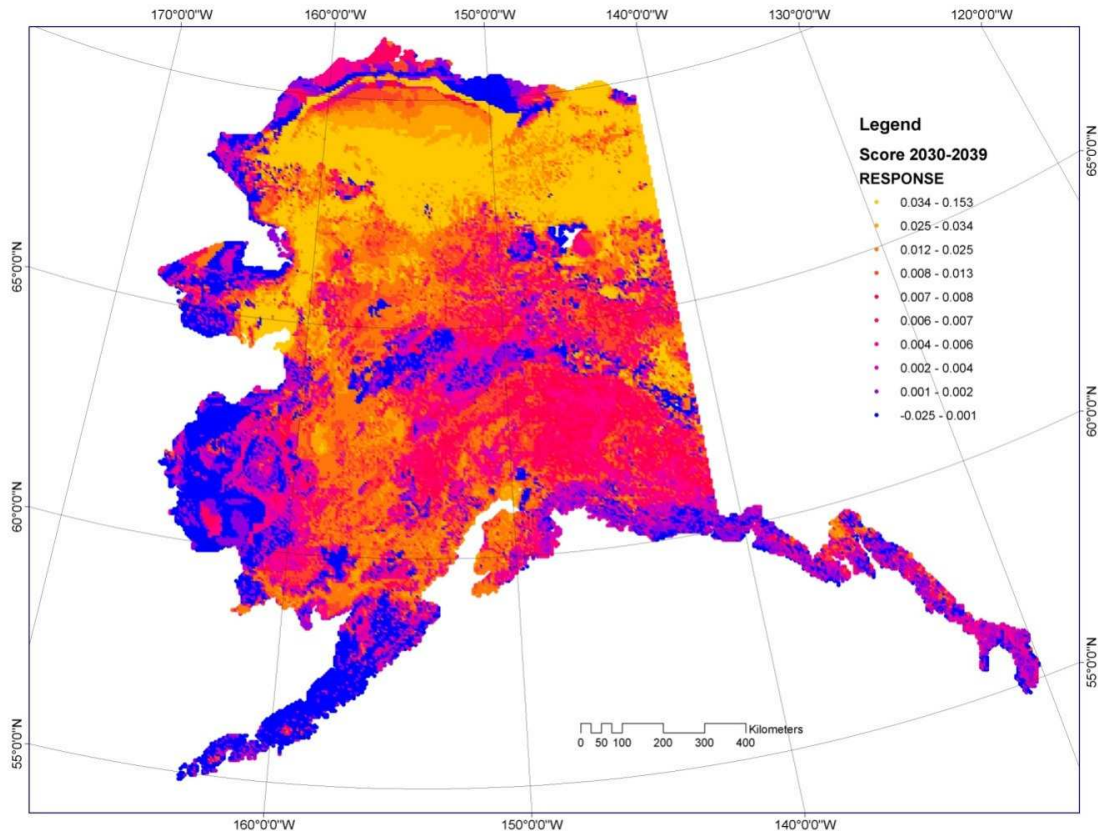 170°0'0"W 160°0'0"W 150°0'0"W 140°0'0"W 130°0'0"W 120°0'0"W
65°0'0"N
65°0'0"N
60°0'0"N
60°0'0"N
55°0'0"N
55°0'0"N
Legend
Score 2030-2039
RESPONSE
0.034 - 0.153
0.025 - 0.034
0.012 - 0.025
0.008 - 0.013
0.007 - 0.008
0.006 - 0.007
0.004 - 0.006
0.002 - 0.004
0.001 - 0.002
-0.025 - 0.001
Kilometers
0 50 100 200 300 400
160°0'0"W 150°0'0"W 140°0'0"W